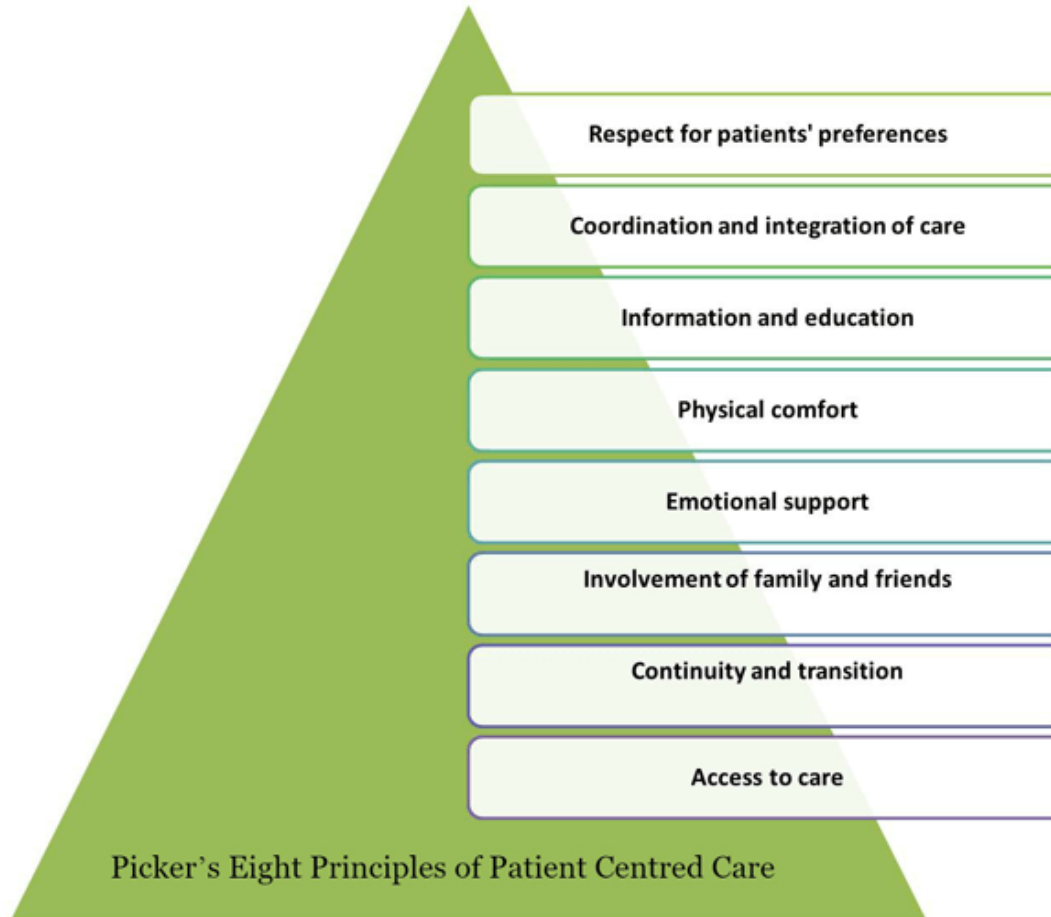 Respect for patients' preferences
Coordination and integration of care
Information and education
Physical comfort
Emotional support
Involvement of family and friends
Continuity and transition
Access to care
Picker’s Eight Principles of Patient Centred Care